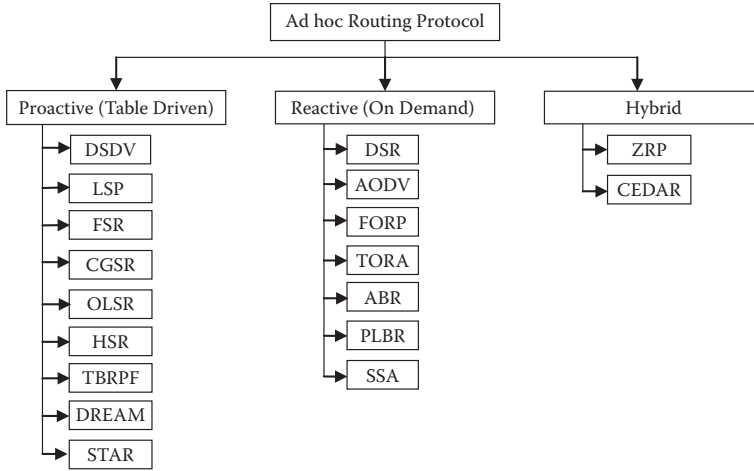 Ad hoc Routing Protocol
Proactive (Table Driven)
DSDV
LSP
FSR
CGSR
OLSR
HSR
TBRPF
DREAM
STAR
Reactive (On Demand)
DSR
AODV
FORP
TORA
ABR
PLBR
SSA
Hybrid
ZRP
CEDAR